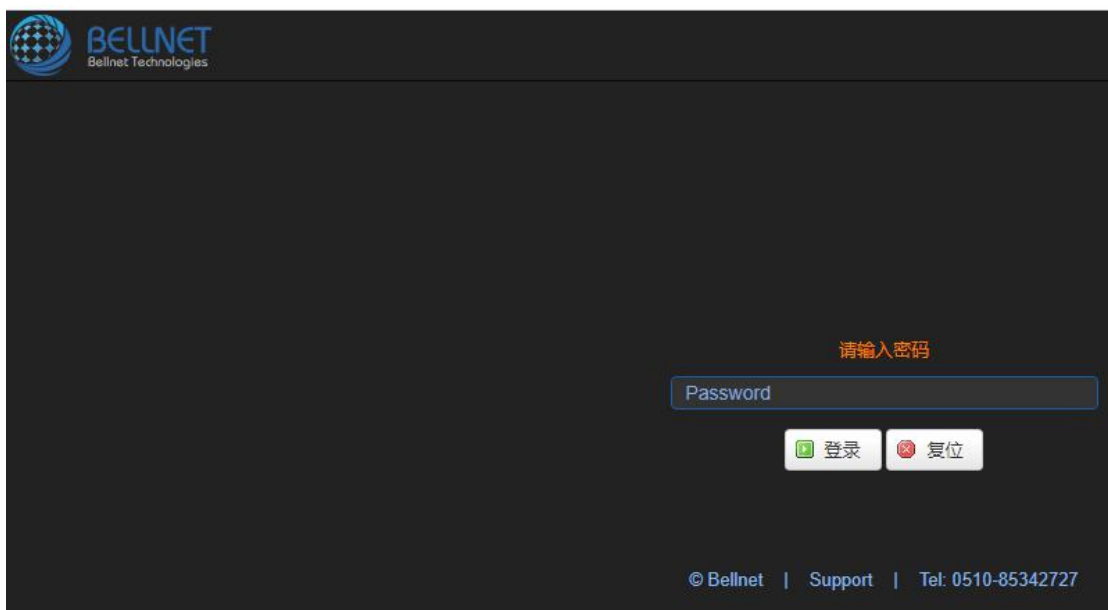 BELLNET
Bellnet Technologies
请输入密码
Password
登录 复位
© Bellnet | Support | Tel: 0510-85342727